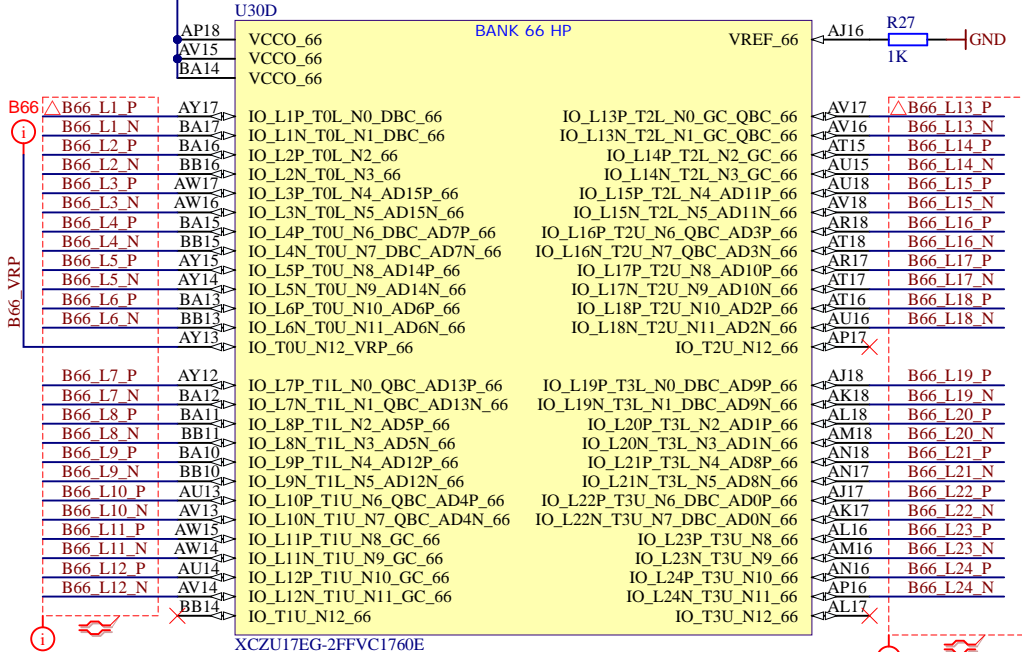 U30D
BANK 66 HP
AP18 VCCO_66 VREF_66 AJ16 R27 1K GND
AV15 VCCO_66
BA14 VCCO_66
B66 B66_L1_P AY17 IO_L1P_T0L_N0_DBC_66 IO_L13P_T2L_N0_GC_QBC_66 AV17 B66_L13_P
i B66_L1_N BA17 IO_L1N_T0L_N1_DBC_66 IO_L13N_T2L_N1_GC_QBC_66 AV16 B66_L13_N
B66_L2_P BA16 IO_L2P_T0L_N2_66 IO_L14P_T2L_N2_GC_66 AT15 B66_L14_P
B66_L2_N BB16 IO_L2N_T0L_N3_66 IO_L14N_T2L_N3_GC_66 AU15 B66_L14_N
B66_L3_P AW17 IO_L3P_T0L_N4_AD15P_66 IO_L15P_T2L_N4_AD11P_66 AU18 B66_L15_P
B66_L3_N AW16 IO_L3N_T0L_N5_AD15N_66 IO_L15N_T2L_N5_AD11N_66 AV18 B66_L15_N
B66_L4_P BA15 IO_L4P_T0U_N6_DBC_AD7P_66 IO_L16P_T2U_N6_QBC_AD3P_66 AR18 B66_L16_P
B66_L4_N BB15 IO_L4N_T0U_N7_DBC_AD7N_66 IO_L16N_T2U_N7_QBC_AD3N_66 AT18 B66_L16_N
B66_L5_P AY15 IO_L5P_T0U_N8_AD14P_66 IO_L17P_T2U_N8_AD10P_66 AR17 B66_L17_P
B66_L5_N AY14 IO_L5N_T0U_N9_AD14N_66 IO_L17N_T2U_N9_AD10N_66 AT17 B66_L17_N
B66_L6_P BA13 IO_L6P_T0U_N10_AD6P_66 IO_L18P_T2U_N10_AD2P_66 AT16 B66_L18_P
B66_L6_N BB13 IO_L6N_T0U_N11_AD6N_66 IO_L18N_T2U_N11_AD2N_66 AU16 B66_L18_N
B66_VRP AY13 IO_T0U_N12_VRP_66 IO_T2U_N12_66 AP17
B66_L7_P AY12 IO_L7P_T1L_N0_QBC_AD13P_66 IO_L19P_T3L_N0_DBC_AD9P_66 AJ18 B66_L19_P
B66_L7_N BA12 IO_L7N_T1L_N1_QBC_AD13N_66 IO_L19N_T3L_N1_DBC_AD9N_66 AK18 B66_L19_N
B66_L8_P BA11 IO_L8P_T1L_N2_AD5P_66 IO_L20P_T3L_N2_AD1P_66 AL18 B66_L20_P
B66_L8_N BB11 IO_L8N_T1L_N3_AD5N_66 IO_L20N_T3L_N3_AD1N_66 AM18 B66_L20_N
B66_L9_P BA10 IO_L9P_T1L_N4_AD12P_66 IO_L21P_T3L_N4_AD8P_66 AN18 B66_L21_P
B66_L9_N BB10 IO_L9N_T1L_N5_AD12N_66 IO_L21N_T3L_N5_AD8N_66 AN17 B66_L21_N
B66_L10_P AU13 IO_L10P_T1U_N6_QBC_AD4P_66 IO_L22P_T3U_N6_DBC_AD0P_66 AJ17 B66_L22_P
B66_L10_N AV13 IO_L10N_T1U_N7_QBC_AD4N_66 IO_L22N_T3U_N7_DBC_AD0N_66 AK17 B66_L22_N
B66_L11_P AW15 IO_L11P_T1U_N8_GC_66 IO_L23P_T3U_N8_66 AL16 B66_L23_P
B66_L11_N AW14 IO_L11N_T1U_N9_GC_66 IO_L23N_T3U_N9_66 AM16 B66_L23_N
B66_L12_P AU14 IO_L12P_T1U_N10_GC_66 IO_L24P_T3U_N10_66 AN16 B66_L24_P
B66_L12_N AV14 IO_L12N_T1U_N11_GC_66 IO_L24N_T3U_N11_66 AP16 B66_L24_N
BB14 IO_T1U_N12_66 IO_T3U_N12_66 AL17
i
XCZU17EG-2FFVC1760E